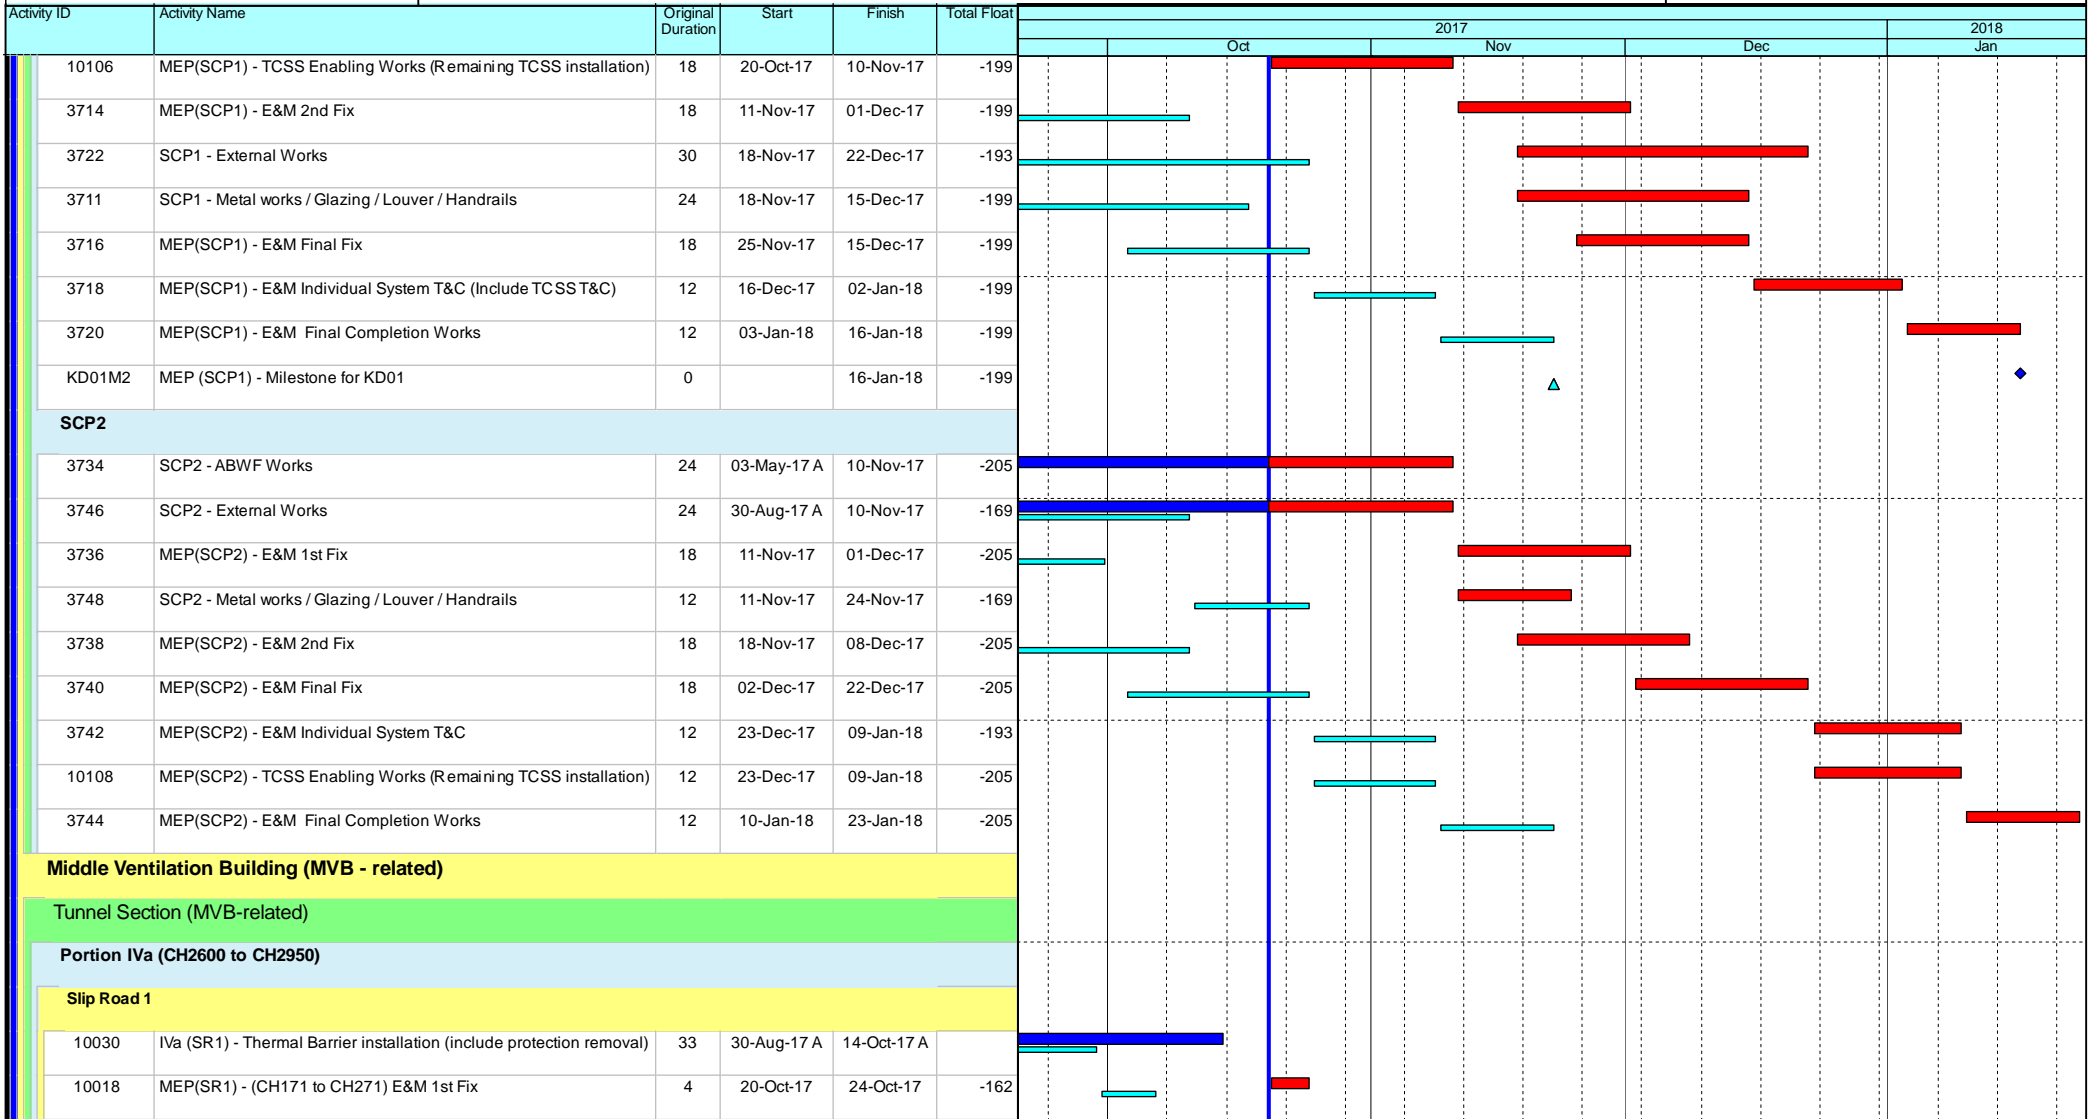 Activity ID Activity Name Original Duration Start Finish Total Float
2017 2018
Oct Nov Dec Jan
10106 MEP(SCP1) - TCSS Enabling Works (Remaining TCSS installation) 18 20-Oct-17 10-Nov-17 -199
3714 MEP(SCP1) - E&M 2nd Fix 18 11-Nov-17 01-Dec-17 -199
3722 SCP1 - External Works 30 18-Nov-17 22-Dec-17 -193
3711 SCP1 - Metal works / Glazing / Louver / Handrails 24 18-Nov-17 15-Dec-17 -199
3716 MEP(SCP1) - E&M Final Fix 18 25-Nov-17 15-Dec-17 -199
3718 MEP(SCP1) - E&M Individual System T&C (Include TCSS T&C) 12 16-Dec-17 02-Jan-18 -199
3720 MEP(SCP1) - E&M Final Completion Works 12 03-Jan-18 16-Jan-18 -199
KD01M2 MEP (SCP1) - Milestone for KD01 0 16-Jan-18 -199
SCP2
3734 SCP2 - ABWF Works 24 03-May-17 A 10-Nov-17 -205
3746 SCP2 - External Works 24 30-Aug-17 A 10-Nov-17 -169
3736 MEP(SCP2) - E&M 1st Fix 18 11-Nov-17 01-Dec-17 -205
3748 SCP2 - Metal works / Glazing / Louver / Handrails 12 11-Nov-17 24-Nov-17 -169
3738 MEP(SCP2) - E&M 2nd Fix 18 18-Nov-17 08-Dec-17 -205
3740 MEP(SCP2) - E&M Final Fix 18 02-Dec-17 22-Dec-17 -205
3742 MEP(SCP2) - E&M Individual System T&C 12 23-Dec-17 09-Jan-18 -193
10108 MEP(SCP2) - TCSS Enabling Works (Remaining TCSS installation) 12 23-Dec-17 09-Jan-18 -205
3744 MEP(SCP2) - E&M Final Completion Works 12 10-Jan-18 23-Jan-18 -205
Middle Ventilation Building (MVB - related)
Tunnel Section (MVB-related)
Portion IVa (CH2600 to CH2950)
Slip Road 1
10030 IVa (SR1) - Thermal Barrier installation (include protection removal) 33 30-Aug-17 A 14-Oct-17 A
10018 MEP(SR1) - (CH171 to CH271) E&M 1st Fix 4 20-Oct-17 24-Oct-17 -162